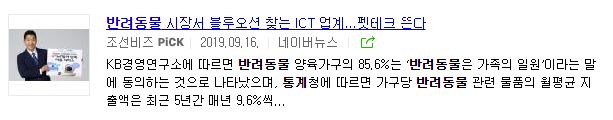 반려동물 시장서 블루오션 찾는 ICT 업계...펫테크 뜬다
조선비즈 PiCK | 2019.09.16. | 네이버뉴스 |
KB경영연구소에 따르면 반려동물 양육가구의 85,6%는 ‘반려동물은 가족의 일원’이라는 말
에 동의하는 것으로 나타났으며, 통계청에 따르면 가구당 반려동물 관련 물품의 월평균 지
출액은 최근 5년간 매년 9,6%씩...